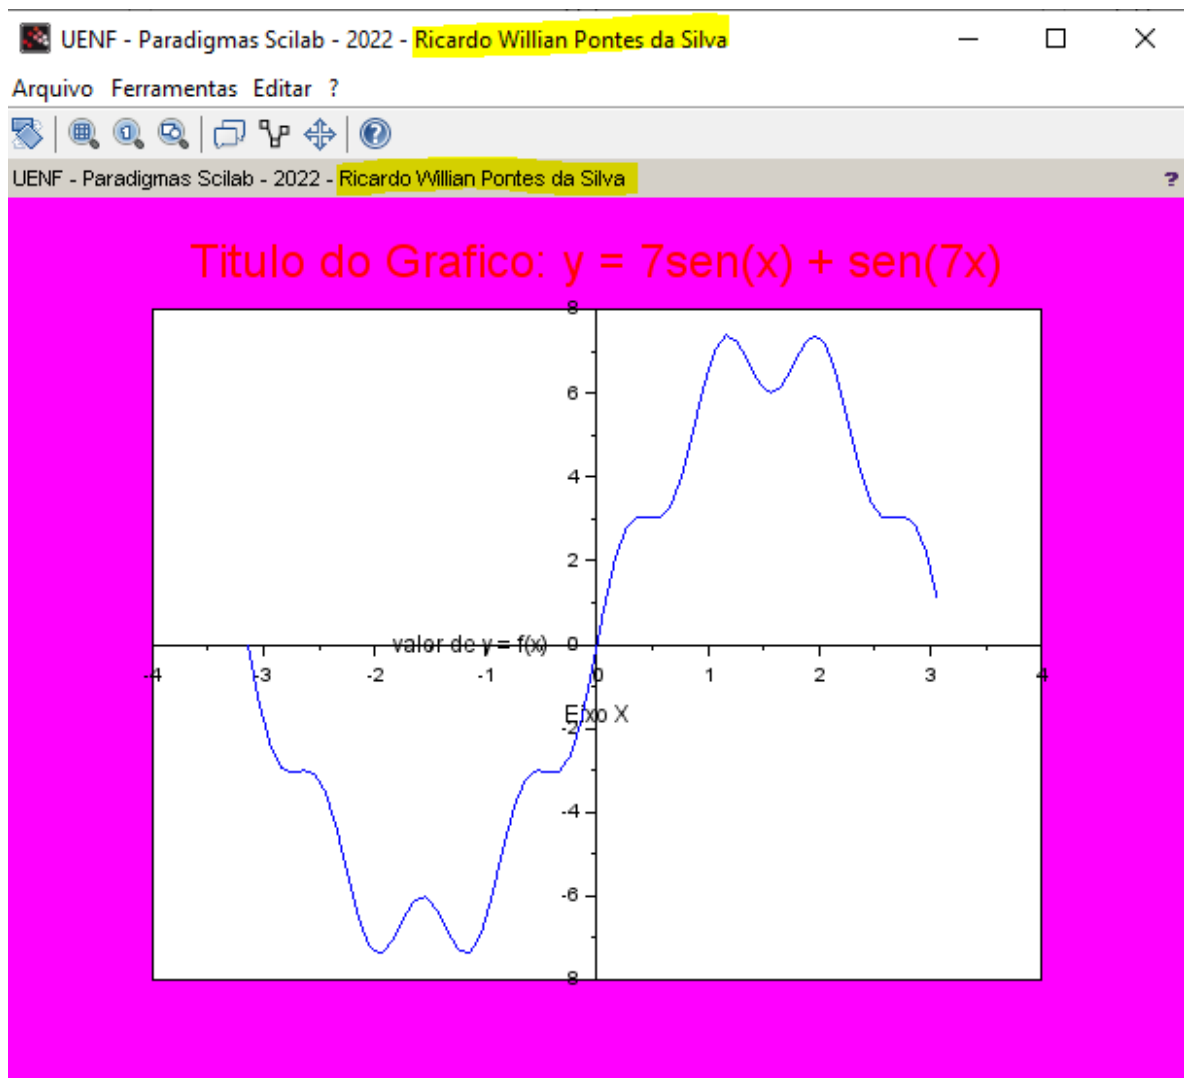 UENF - Paradigmas Scilab - 2022 - Ricardo Willian Pontes da Silva
Arquivo Ferramentas Editar ?
UENF - Paradigmas Scilab - 2022 - Ricardo Willian Pontes da Silva ?
Titulo do Grafico: y = 7sen(x) + sen(7x)
8
6
4
2
valor de y = f(x) 0
-4 -3 -2 -1 0 1 2 3 4
Eixo X
-2
-4
-6
-8